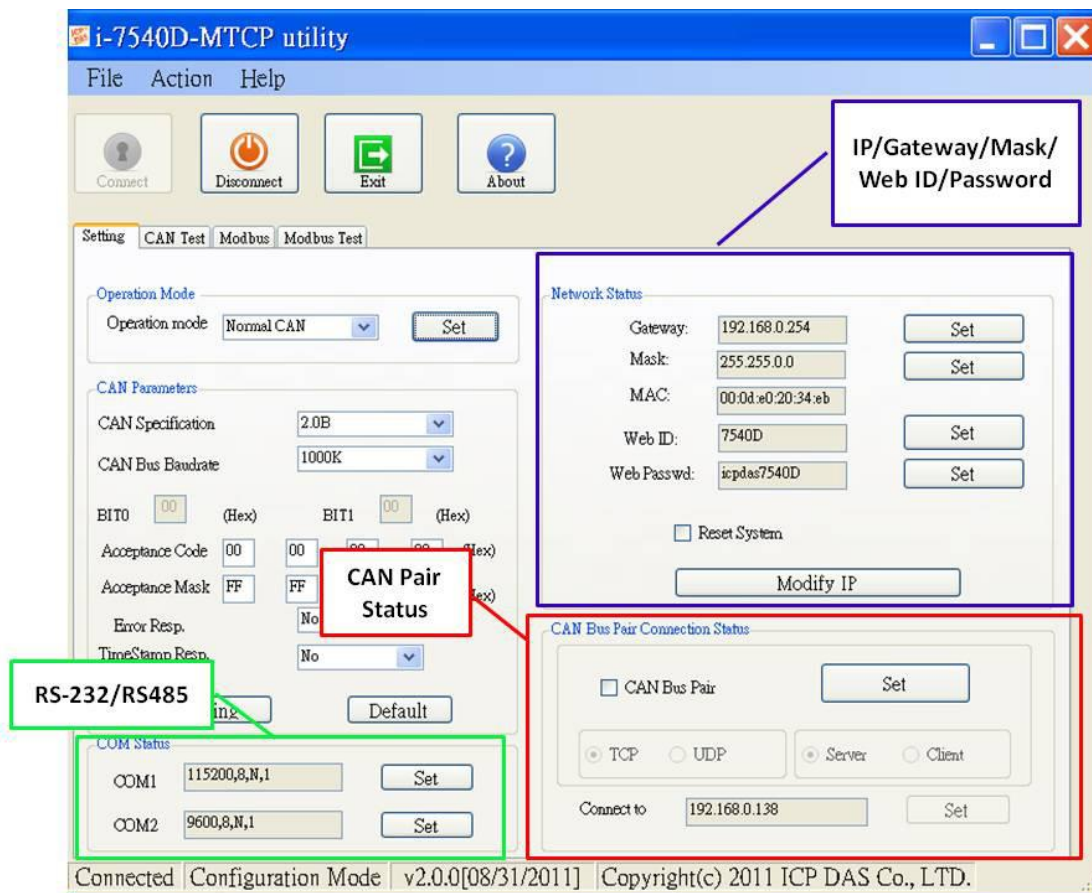 i-7540D-MTCP utility
File Action Help
Connect
Disconnect
Exit
About
IP/Gateway/Mask/
Web ID/Password
Setting CAN Test Modbus Modbus Test
Operation Mode
Operation mode Normal CAN Set
CAN Parameters
CAN Specification 2.0B
CAN Bus Baudrate 1000K
BIT0 00 (Hex) BIT1 00 (Hex)
Acceptance Code 00 00
Acceptance Mask FF FF
Error Resp. No
TimeStamp Resp. No
Default
CAN Pair
Status
RS-232/RS485
COM Status
COM1 115200,8,N,1 Set
COM2 9600,8,N,1 Set
Network Status
Gateway: 192.168.0.254 Set
Mask: 255.255.0.0 Set
MAC: 00:0d:e0:20:34:eb
Web ID: 7540D Set
Web Passwd: icpdas7540D Set
Reset System
Modify IP
CAN Bus Pair Connection Status
CAN Bus Pair Set
TCP UDP Server Client
Connect to 192.168.0.138 Set
Connected Configuration Mode v2.0.0[08/31/2011] Copyright(c) 2011 ICP DAS Co., LTD.